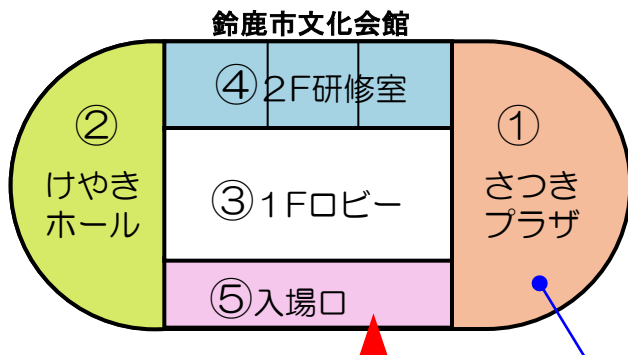 鈴鹿市文化会館
④2F研修室
②
けやき
ホール
③1Fロビー
①
さつき
プラザ
⑤入場口